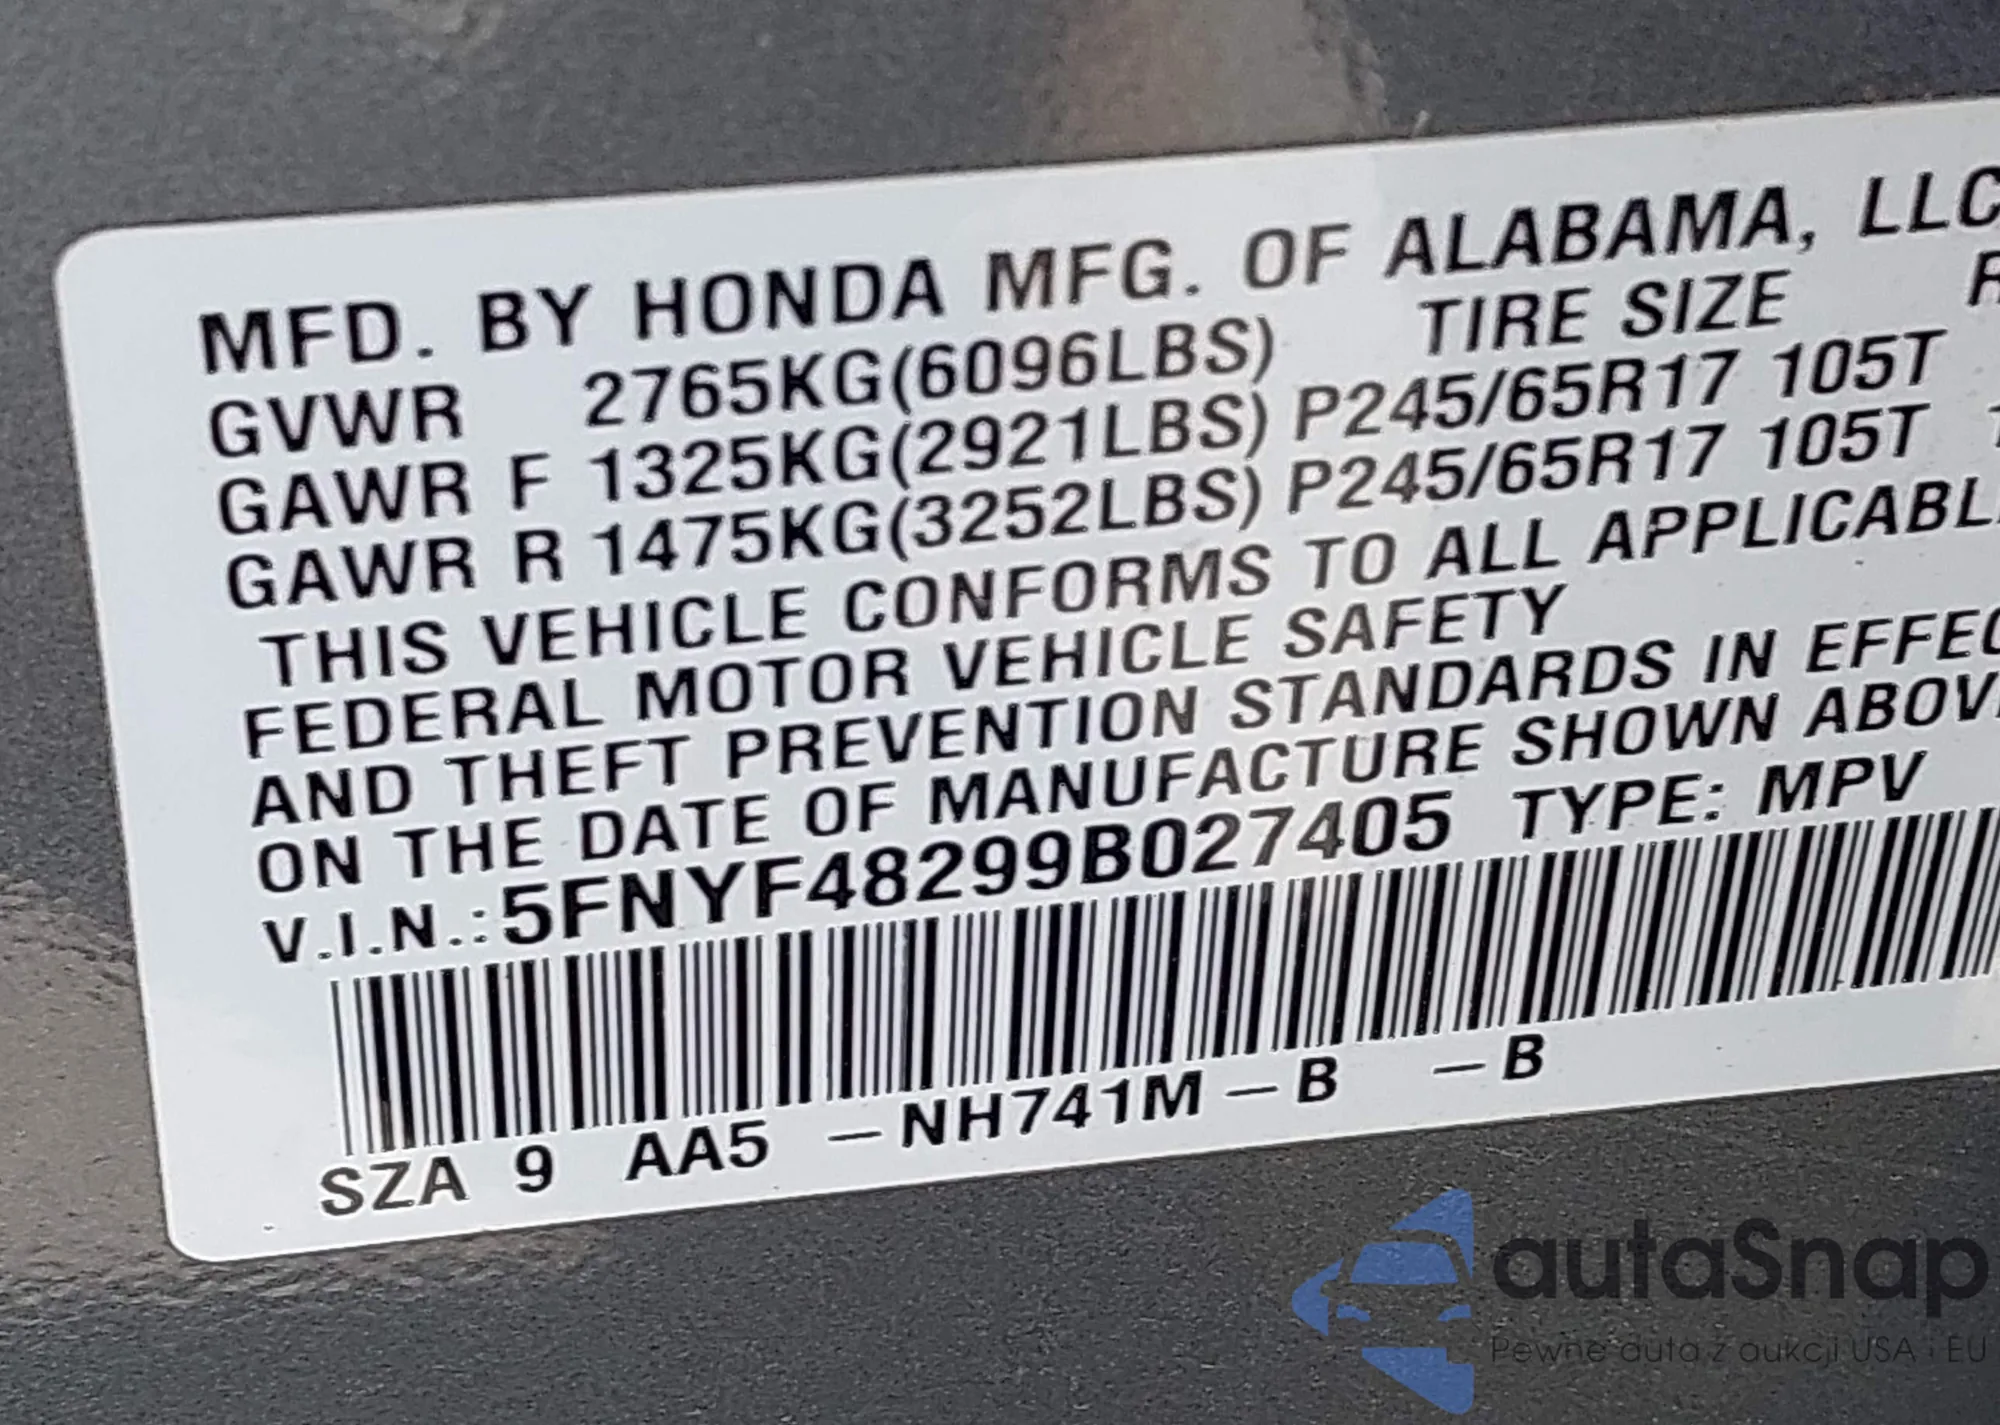 MFD. BY HONDA MFG. OF ALABAMA, LLC
GVWR 2765KG(6096LBS) TIRE SIZE R
GAWR F 1325KG(2921LBS) P245/65R17 105T
GAWR R 1475KG(3252LBS) P245/65R17 105T 1
THIS VEHICLE CONFORMS TO ALL APPLICABL
FEDERAL MOTOR VEHICLE SAFETY
AND THEFT PREVENTION STANDARDS IN EFFEC
ON THE DATE OF MANUFACTURE SHOWN ABOV
V.I.N.:5FNYF48299B027405 TYPE: MPV
SZA 9 AA5 -NH741M-B -B
autaSnap
Pewne auta z aukcji USA i EU